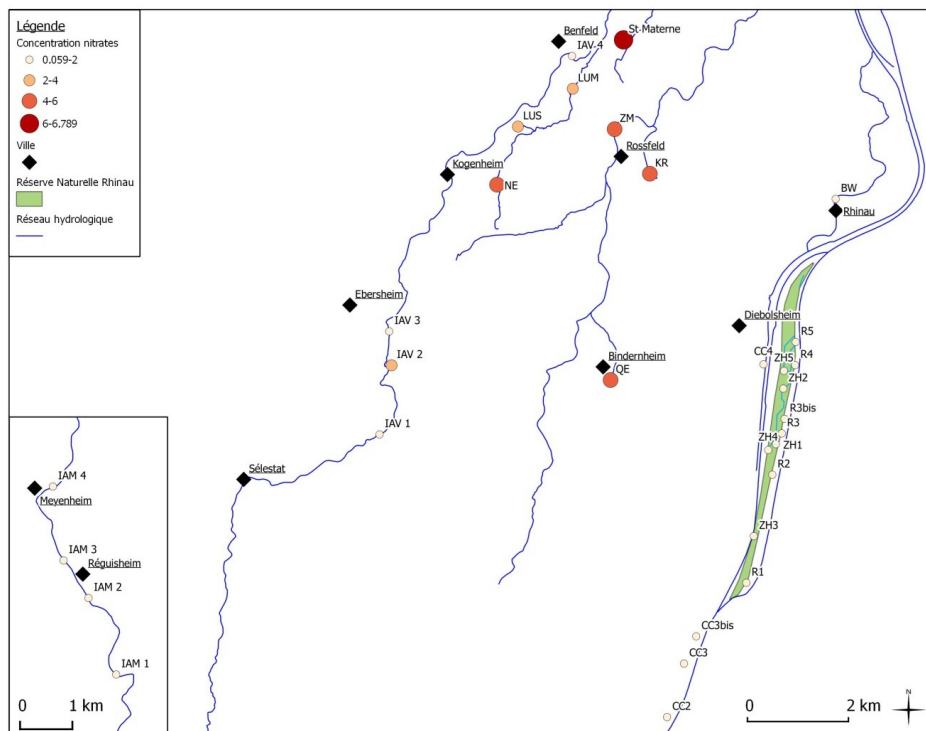 Légende
Concentration nitrates
0.059-2
2-4
4-6
6-6.789
Ville
Réserve Naturelle Rhinau
Réseau hydrologique
Benfeld
St-Materne
IAV 4
LUM
LUS
ZM
Rossfeld
Kogenheim
NE
KR
BW
Rhinau
Ebersheim
IAV 3
Diebolsheim
R5
IAV 2
Bindernheim
QE
CC4
ZH5
R4
ZH2
R3bis
R3
IAV 1
ZH4
ZH1
Sélestat
R2
IAM 4
Meyenheim
ZH3
IAM 3
Réguisheim
R1
IAM 2
CC3bis
CC3
IAM 1
CC2
0 1 km
0 2 km
N